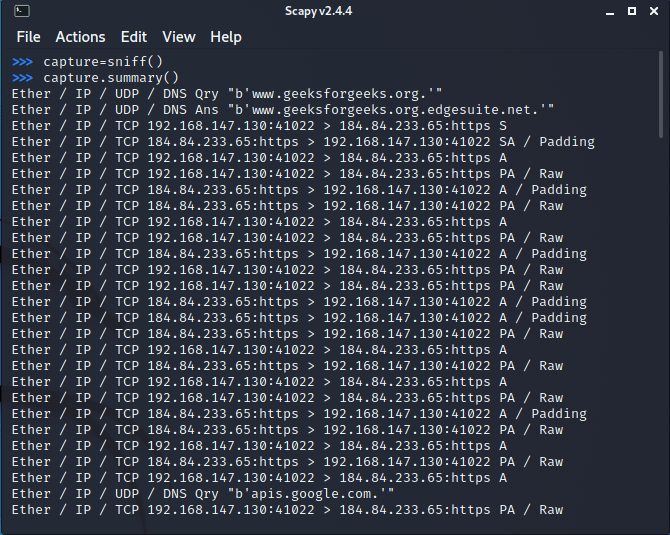 Scapy v2.4.4
File Actions Edit View Help
>>> capture=sniff()
>>> capture.summary()
Ether / IP / UDP / DNS Qry "b'www.geeksforgeeks.org.'"
Ether / IP / UDP / DNS Ans "b'www.geeksforgeeks.org.edgesuite.net.'"
Ether / IP / TCP 192.168.147.130:41022 > 184.84.233.65:https S
Ether / IP / TCP 184.84.233.65:https > 192.168.147.130:41022 SA / Padding
Ether / IP / TCP 192.168.147.130:41022 > 184.84.233.65:https A
Ether / IP / TCP 192.168.147.130:41022 > 184.84.233.65:https PA / Raw
Ether / IP / TCP 184.84.233.65:https > 192.168.147.130:41022 A / Padding
Ether / IP / TCP 184.84.233.65:https > 192.168.147.130:41022 PA / Raw
Ether / IP / TCP 192.168.147.130:41022 > 184.84.233.65:https A
Ether / IP / TCP 192.168.147.130:41022 > 184.84.233.65:https PA / Raw
Ether / IP / TCP 184.84.233.65:https > 192.168.147.130:41022 A / Padding
Ether / IP / TCP 192.168.147.130:41022 > 184.84.233.65:https PA / Raw
Ether / IP / TCP 192.168.147.130:41022 > 184.84.233.65:https PA / Raw
Ether / IP / TCP 184.84.233.65:https > 192.168.147.130:41022 A / Padding
Ether / IP / TCP 184.84.233.65:https > 192.168.147.130:41022 A / Padding
Ether / IP / TCP 184.84.233.65:https > 192.168.147.130:41022 PA / Raw
Ether / IP / TCP 192.168.147.130:41022 > 184.84.233.65:https A
Ether / IP / TCP 184.84.233.65:https > 192.168.147.130:41022 PA / Raw
Ether / IP / TCP 192.168.147.130:41022 > 184.84.233.65:https A
Ether / IP / TCP 192.168.147.130:41022 > 184.84.233.65:https PA / Raw
Ether / IP / TCP 184.84.233.65:https > 192.168.147.130:41022 A / Padding
Ether / IP / TCP 184.84.233.65:https > 192.168.147.130:41022 PA / Raw
Ether / IP / TCP 192.168.147.130:41022 > 184.84.233.65:https A
Ether / IP / TCP 184.84.233.65:https > 192.168.147.130:41022 PA / Raw
Ether / IP / TCP 192.168.147.130:41022 > 184.84.233.65:https A
Ether / IP / UDP / DNS Qry "b'apis.google.com.'"
Ether / IP / TCP 192.168.147.130:41022 > 184.84.233.65:https PA / Raw